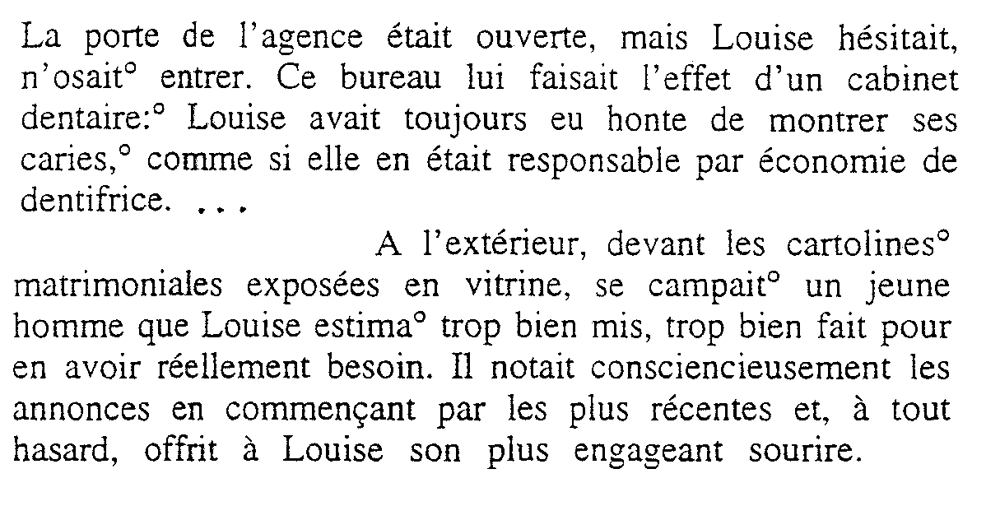 La porte de l'agence était ouverte, mais Louise hésitait,
n'osait° entrer. Ce bureau lui faisait l'effet d'un cabinet
dentaire:° Louise avait toujours eu honte de montrer ses
caries,° comme si elle en était responsable par économie de
dentifrice. ...
A l'extérieur, devant les cartolines°
matrimoniales exposées en vitrine, se campait° un jeune
homme que Louise estima° trop bien mis, trop bien fait pour
en avoir réellement besoin. Il notait consciencieusement les
annonces en commençant par les plus récentes et, à tout
hasard, offrit à Louise son plus engageant sourire.